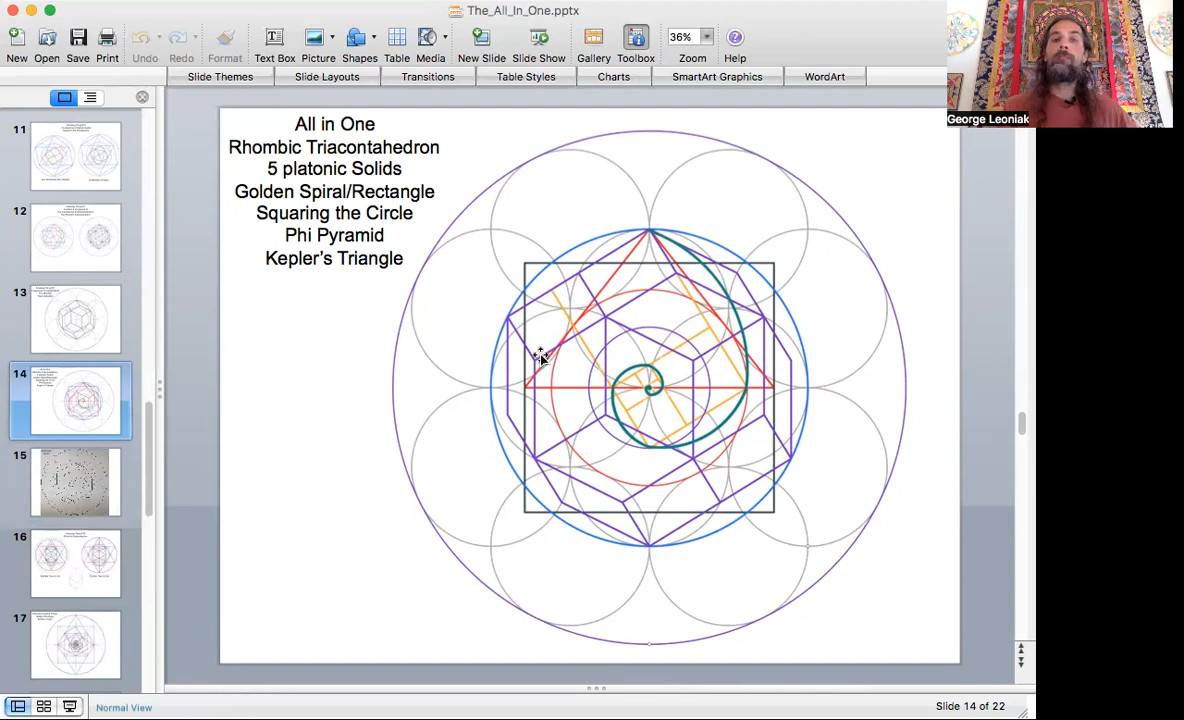 The_All_In_One.pptx
New Open Save Print Undo Redo Format Text Box Picture Shapes Table Media New Slide Slide Show Gallery Toolbox Zoom Help
36%
Slide Themes Slide Layouts Transitions Table Styles Charts SmartArt Graphics WordArt
George Leoniak
All in One
Rhombic Triacontahedron
5 platonic Solids
Golden Spiral/Rectangle
Squaring the Circle
Phi Pyramid
Kepler's Triangle
11
12
13
14
15
16
17
Normal View
Slide 14 of 22